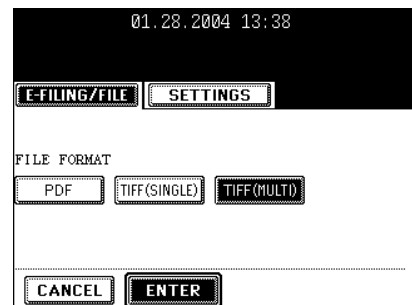 01.28.2004 13:38
E-FILING/FILE SETTINGS
FILE FORMAT
PDF TIFF(SINGLE) TIFF(MULTI)
CANCEL ENTER